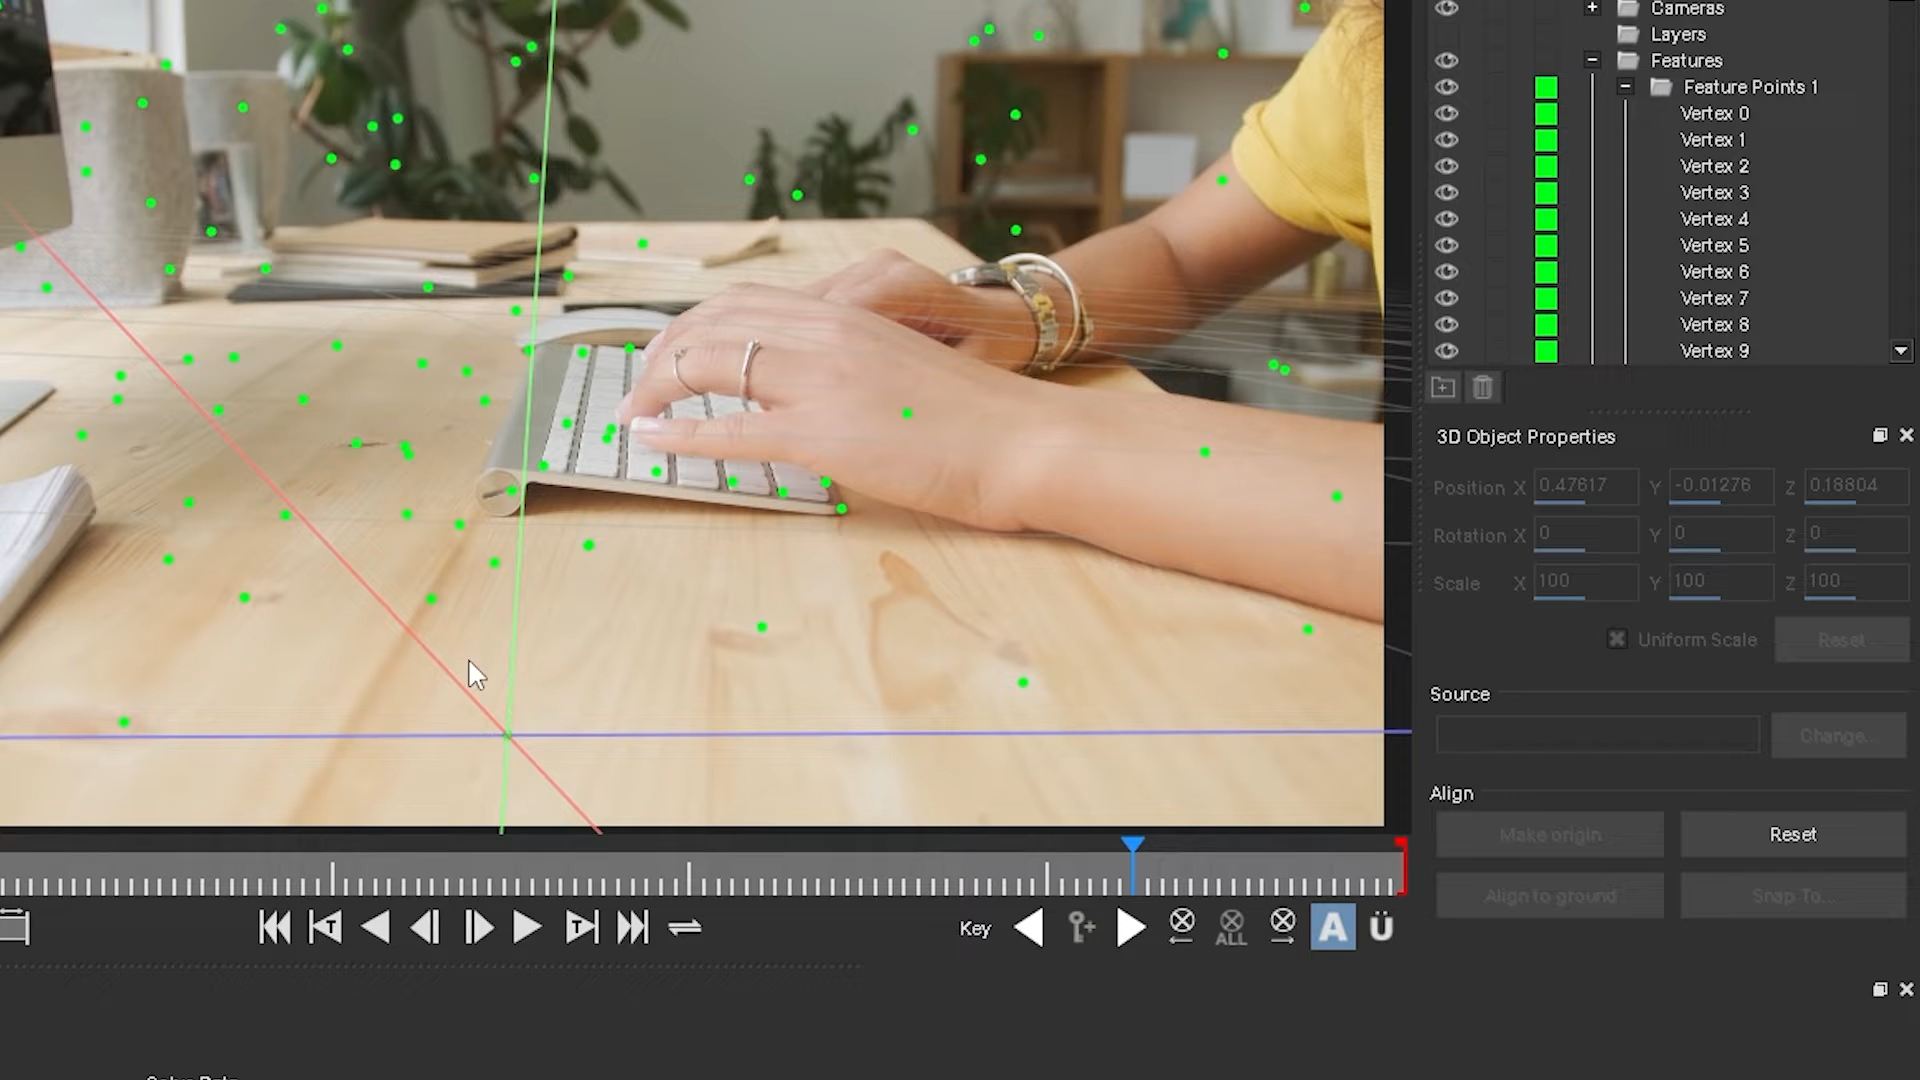 Cameras
Layers
Features
Feature Points 1
Vertex 0
Vertex 1
Vertex 2
Vertex 3
Vertex 4
Vertex 5
Vertex 6
Vertex 7
Vertex 8
Vertex 9
3D Object Properties
Position X 0.47617 Y -0.01276 Z 0.18804
Rotation X 0 Y 0 Z 0
Scale X 100 Y 100 Z 100
Uniform Scale Reset
Source
Change...
Align
Make origin Reset
Align to ground Snap To...
Key ALL A Ü